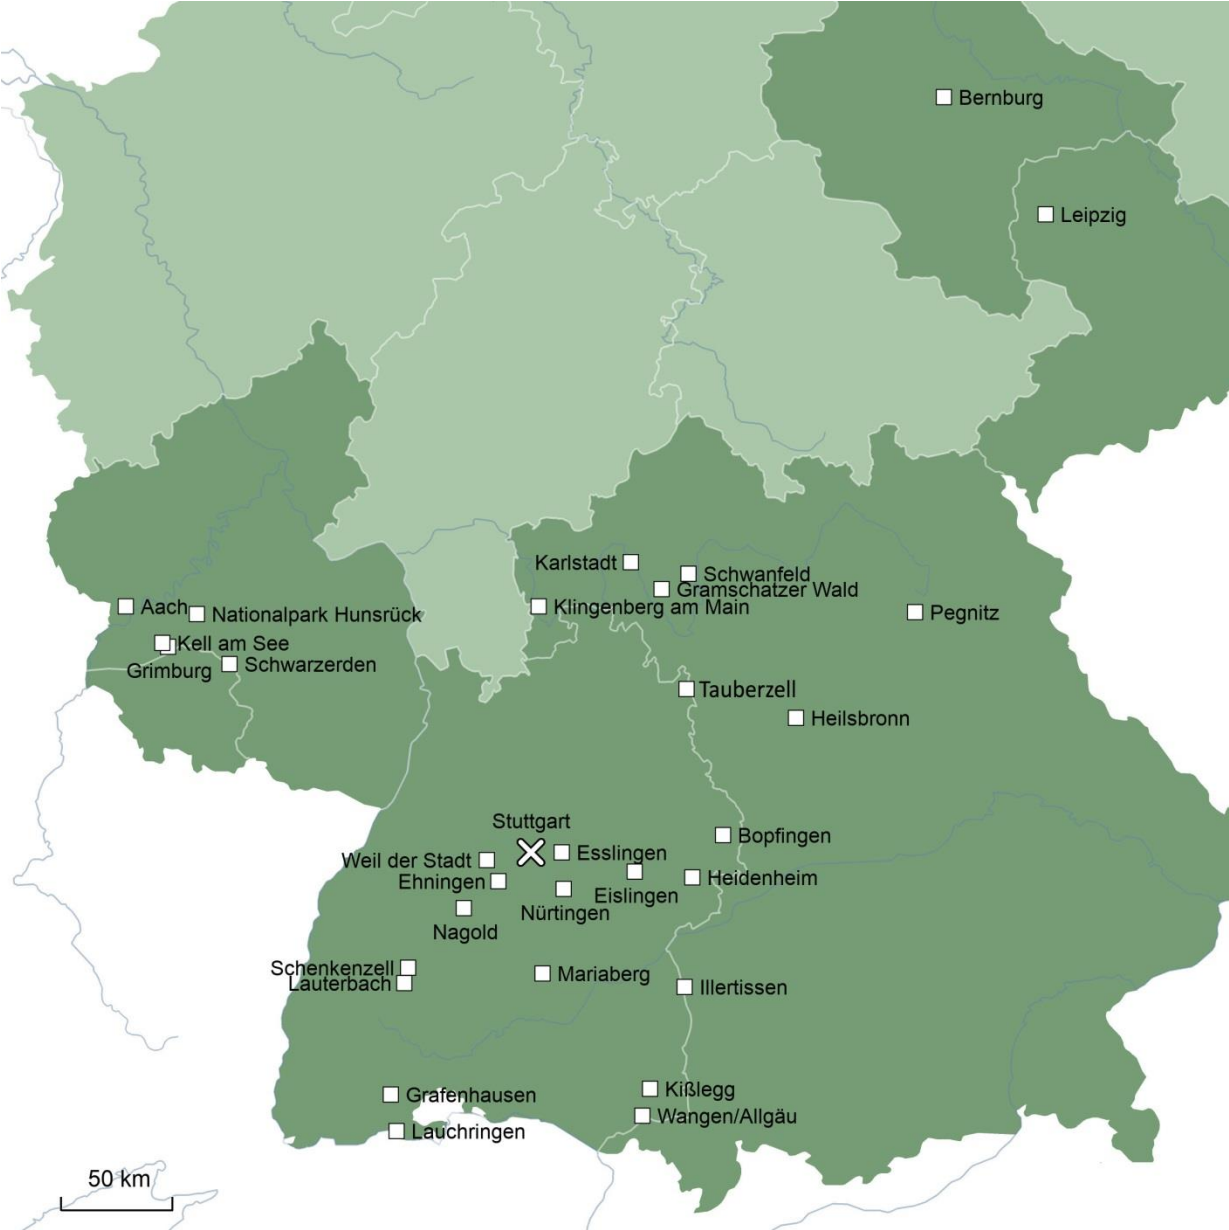 Bernburg
Leipzig
Karlstadt
Schwanfeld
Gramschatzer Wald
Aach
Nationalpark Hunsrück
Klingenberg am Main
Pegnitz
Kell am See
Grimburg
Schwarzerden
Tauberzell
Heilsbronn
Stuttgart
Bopfingen
Weil der Stadt
Esslingen
Ehningen
Eislingen
Heidenheim
Nürtingen
Nagold
Schenkenzell
Mariaberg
Lauterbach
Illertissen
Kißlegg
Grafenhausen
Wangen/Allgäu
Lauchringen
50 km